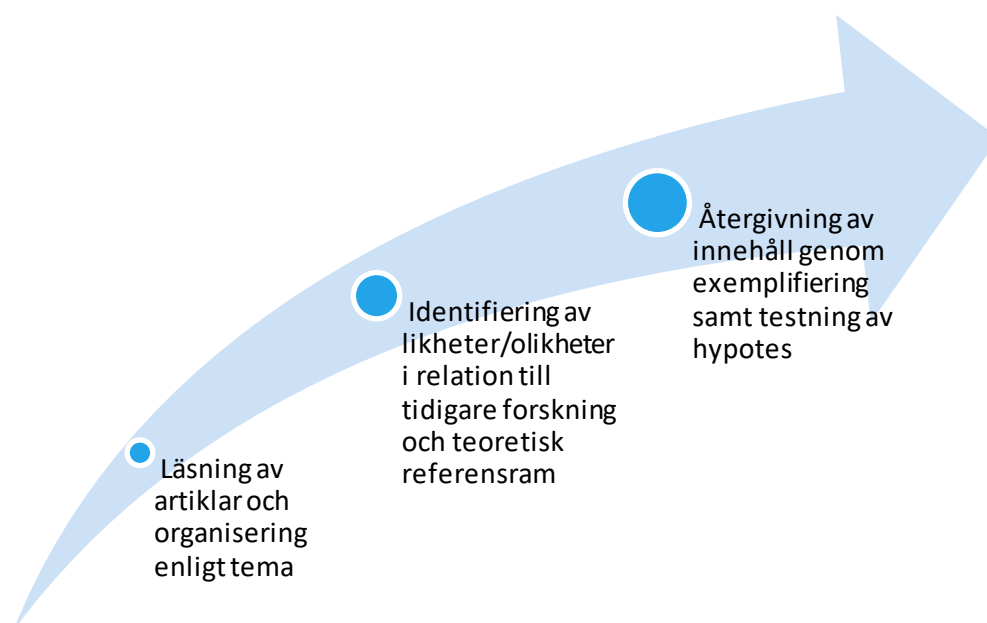 Läsning av
artiklar och
organisering
enligt tema
Identifiering av
likheter/olikheter
i relation till
tidigare forskning
och teoretisk
referensram
Återgivning av
innehåll genom
exemplifiering
samt testning av
hypotes